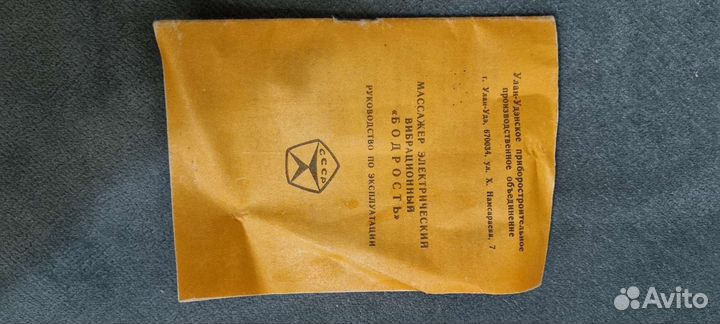 Улан-Удэнское приборостроительное
производственное объединение
г. Улан-Удэ, 670034, ул. Х. Намсараева, 7
МАССАЖЕР ЭЛЕКТРИЧЕСКИЙ
ВИБРАЦИОННЫЙ
«БОДРОСТЬ»
РУКОВОДСТВО ПО ЭКСПЛУАТАЦИИ
СССР
Avito